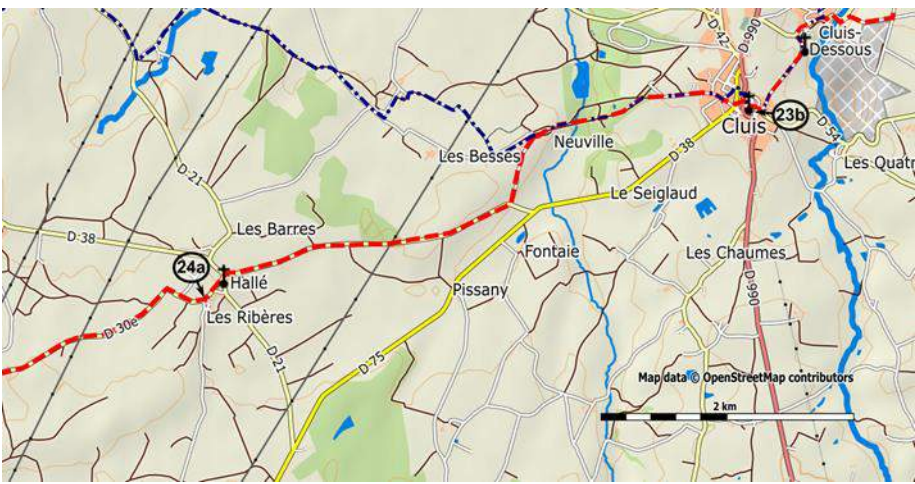 D 42
D 990
Cluis-
Dessous
23b
Cluis
D 54
Neuville
Les Besses
D 38
Les Quatr
D 21
Le Seiglaud
Les Barres
D 38
Fontaie
Les Chaumes
24a
Hallé
Pissany
D 990
Les Ribères
D 30e
D 21
D 75
Map data © OpenStreetMap contributors
2 km